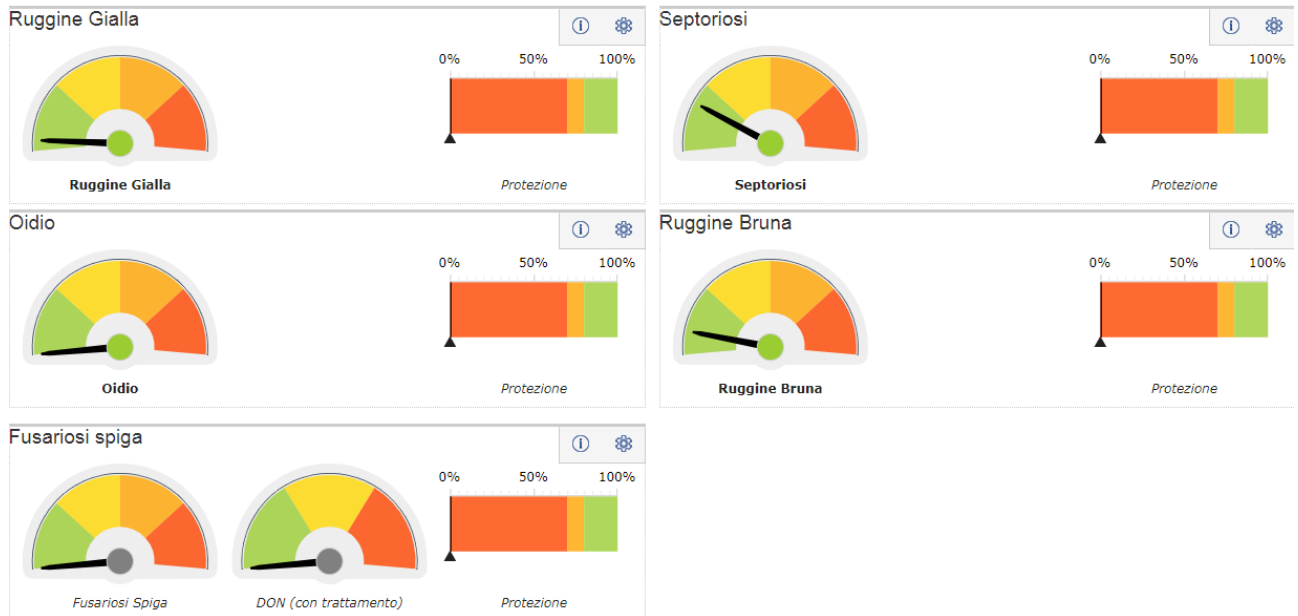 Ruggine Gialla
0% 50% 100%
Ruggine Gialla
Protezione
Septoriosi
0% 50% 100%
Septoriosi
Protezione
Oidio
0% 50% 100%
Oidio
Protezione
Ruggine Bruna
0% 50% 100%
Ruggine Bruna
Protezione
Fusariosi spiga
0% 50% 100%
Fusariosi Spiga
DON (con trattamento)
Protezione